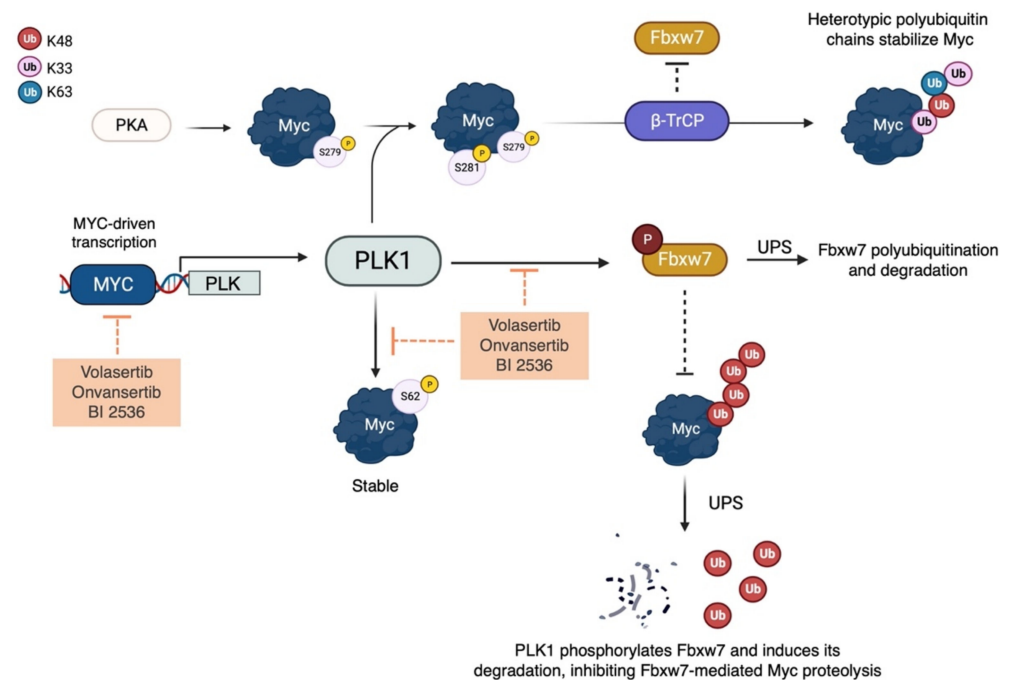 Ub K48
Ub K33
Ub K63
PKA
Myc
S279
P
Myc
S281
P
S279
P
Fbxw7
β-TrCP
Heterotypic polyubiquitin
chains stabilize Myc
Myc
Ub
Ub
Ub
Ub
MYC-driven
transcription
MYC
PLK
PLK1
P
Fbxw7
UPS
Fbxw7 polyubiquitination
and degradation
Volasertib
Onvansertib
BI 2536
Volasertib
Onvansertib
BI 2536
Myc
S62
P
Stable
Myc
Ub
Ub
Ub
Ub
UPS
Ub
Ub
Ub
Ub
PLK1 phosphorylates Fbxw7 and induces its
degradation, inhibiting Fbxw7-mediated Myc proteolysis